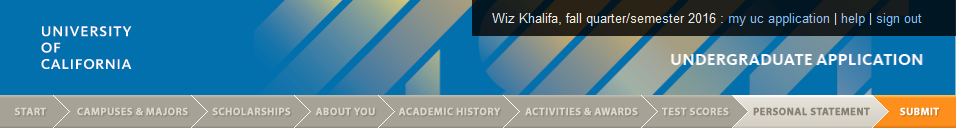 Wiz Khalifa, fall quarter/semester 2016 : my uc application | help | sign out
UNIVERSITY
OF
CALIFORNIA
UNDERGRADUATE APPLICATION
START CAMPUSES & MAJORS SCHOLARSHIPS ABOUT YOU ACADEMIC HISTORY ACTIVITIES & AWARDS TEST SCORES PERSONAL STATEMENT SUBMIT